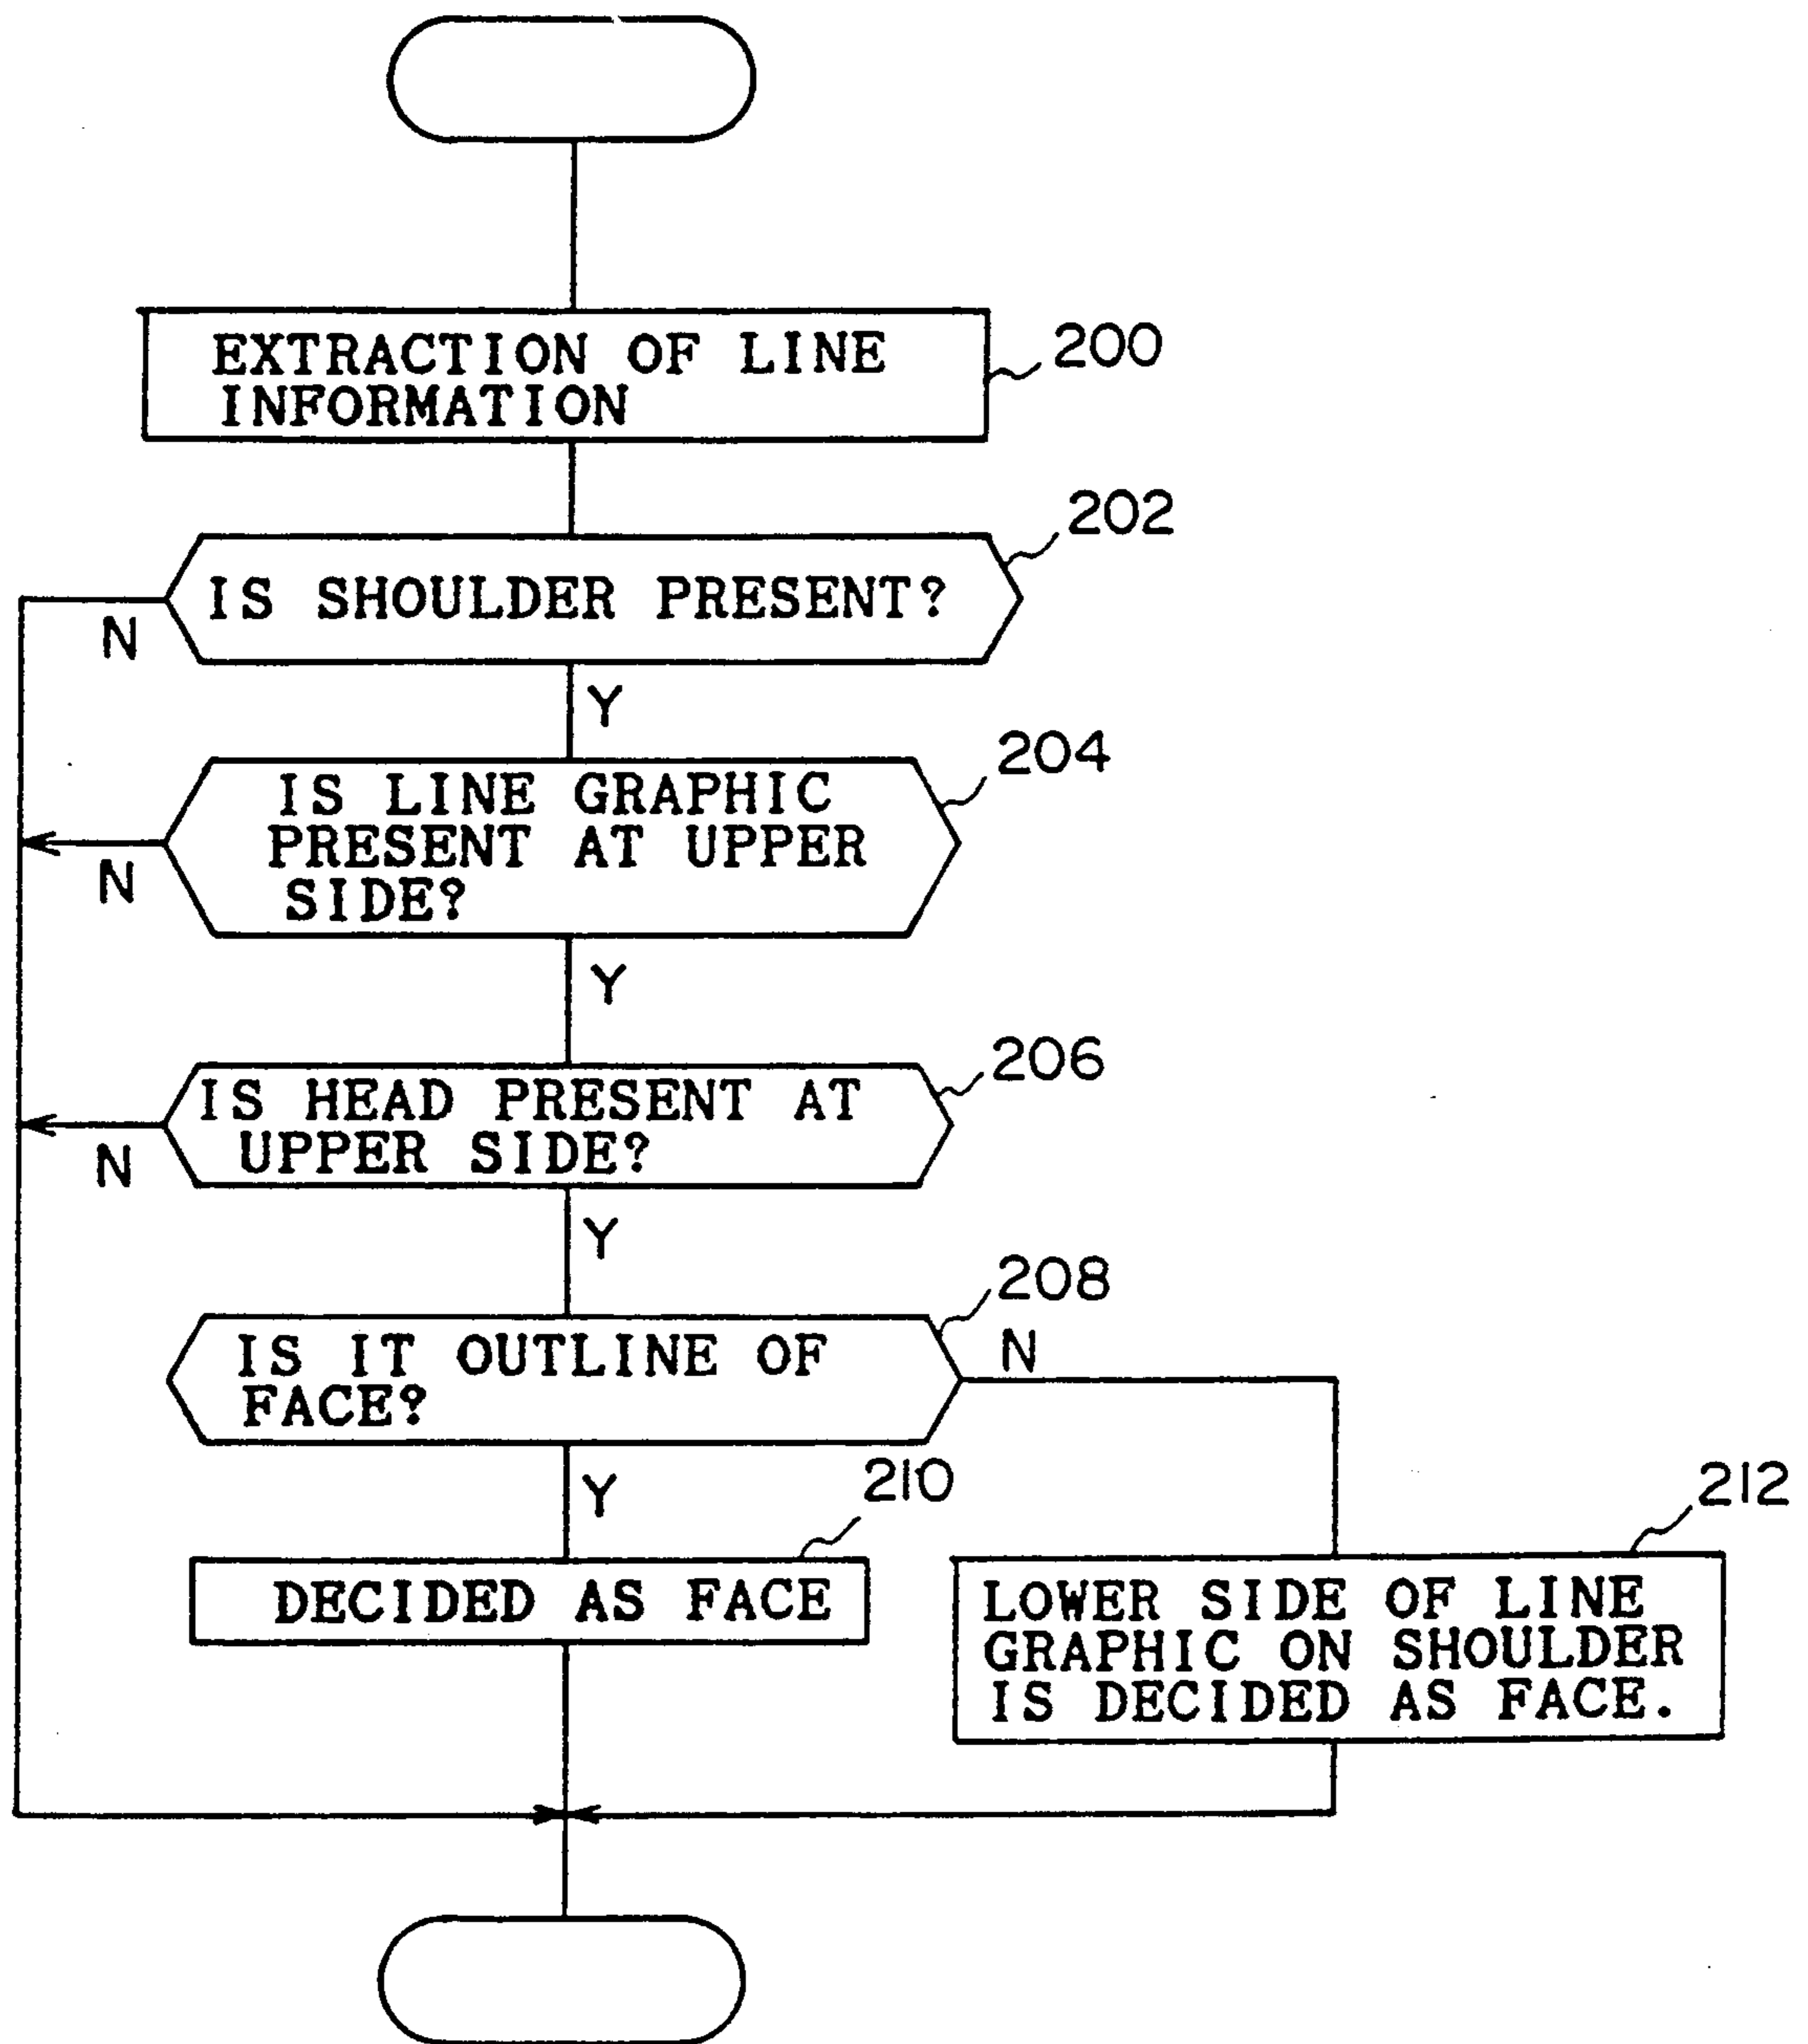 EXTRACTION OF LINE
INFORMATION
200
202
IS SHOULDER PRESENT?
N
Y
204
IS LINE GRAPHIC
PRESENT AT UPPER
SIDE?
N
Y
206
IS HEAD PRESENT AT
UPPER SIDE?
N
Y
208
IS IT OUTLINE OF
FACE?
N
Y
210
DECIDED AS FACE
212
LOWER SIDE OF LINE
GRAPHIC ON SHOULDER
IS DECIDED AS FACE.